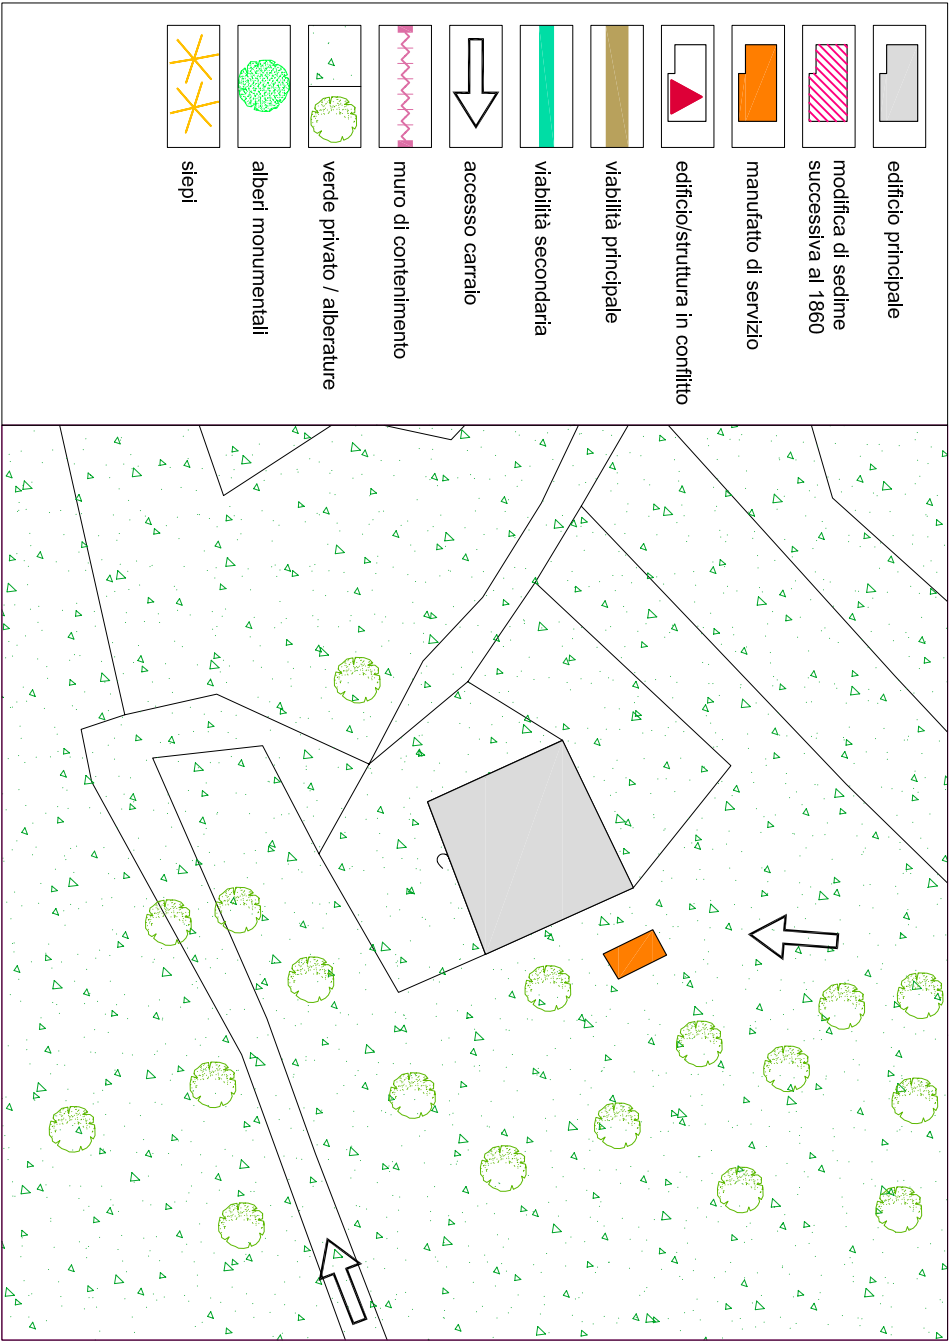 edificio principale
modifica di sedime
successiva al 1860
manufatto di servizio
edificio/struttura in conflitto
viabilità principale
viabilità secondaria
accesso carraio
muro di contenimento
verde privato / alberature
alberi monumentali
siepi